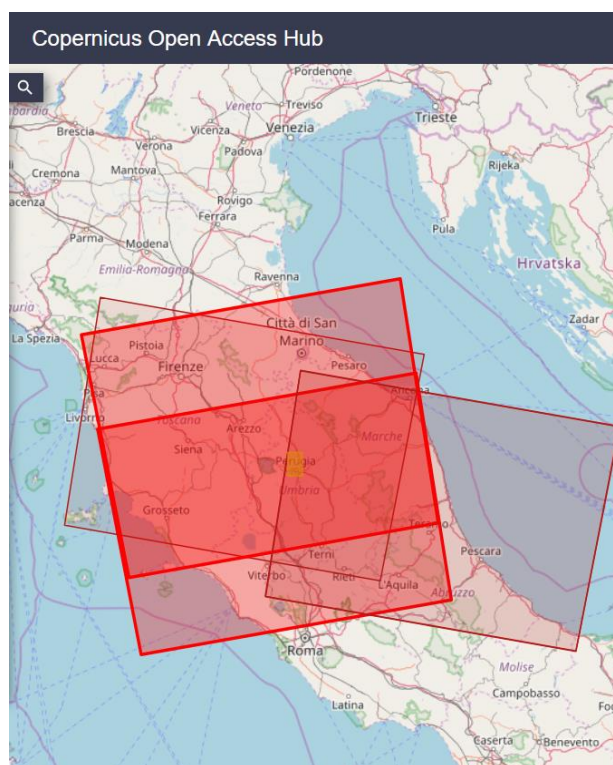 Copernicus Open Access Hub
Pordenone
Veneto
Treviso
Trieste
Brescia
Vicenza
Venezia
Verona
Padova
Rijeka
Cremona
Mantova
Rovigo
Pula
Ferrara
Parma
Modena
Hrvatska
Emilia-Romagna
Ravenna
Zadar
Città di San
Marino
La Spezia
Pistoia
Lucca
Firenze
Pesaro
Pisa
Ancona
Livorno
Toscana
Arezzo
Marche
Siena
Perugia
Umbria
Grosseto
Teramo
Pescara
Terni
Viterbo
Rieti
L'Aquila
Abruzzo
Roma
Molise
Latina
Campobasso
Caserta
Benevento